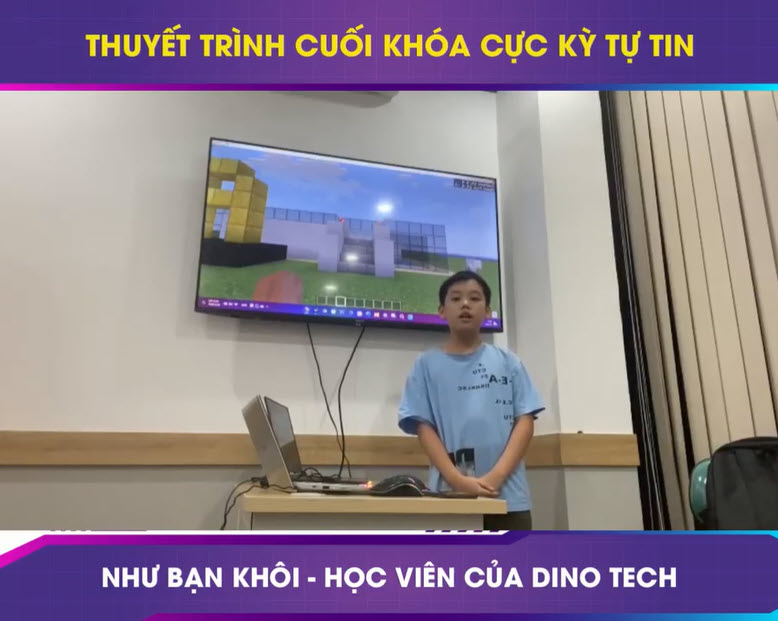 THUYẾT TRÌNH CUỐI KHÓA CỰC KỲ TỰ TIN
NHƯ BẠN KHÔI - HỌC VIÊN CỦA DINO TECH